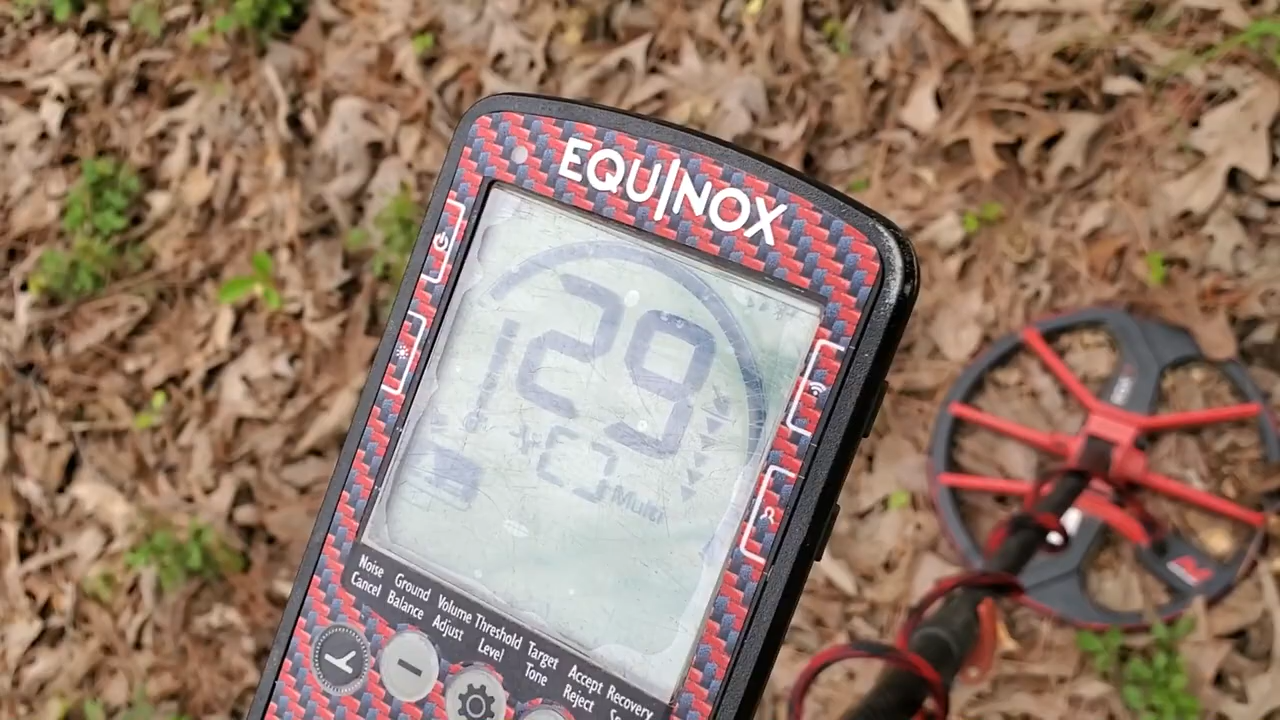 EQUINOX
29
Multi
Noise Cancel
Ground Balance
Volume Adjust
Threshold Level
Target Tone
Accept Reject
Recovery